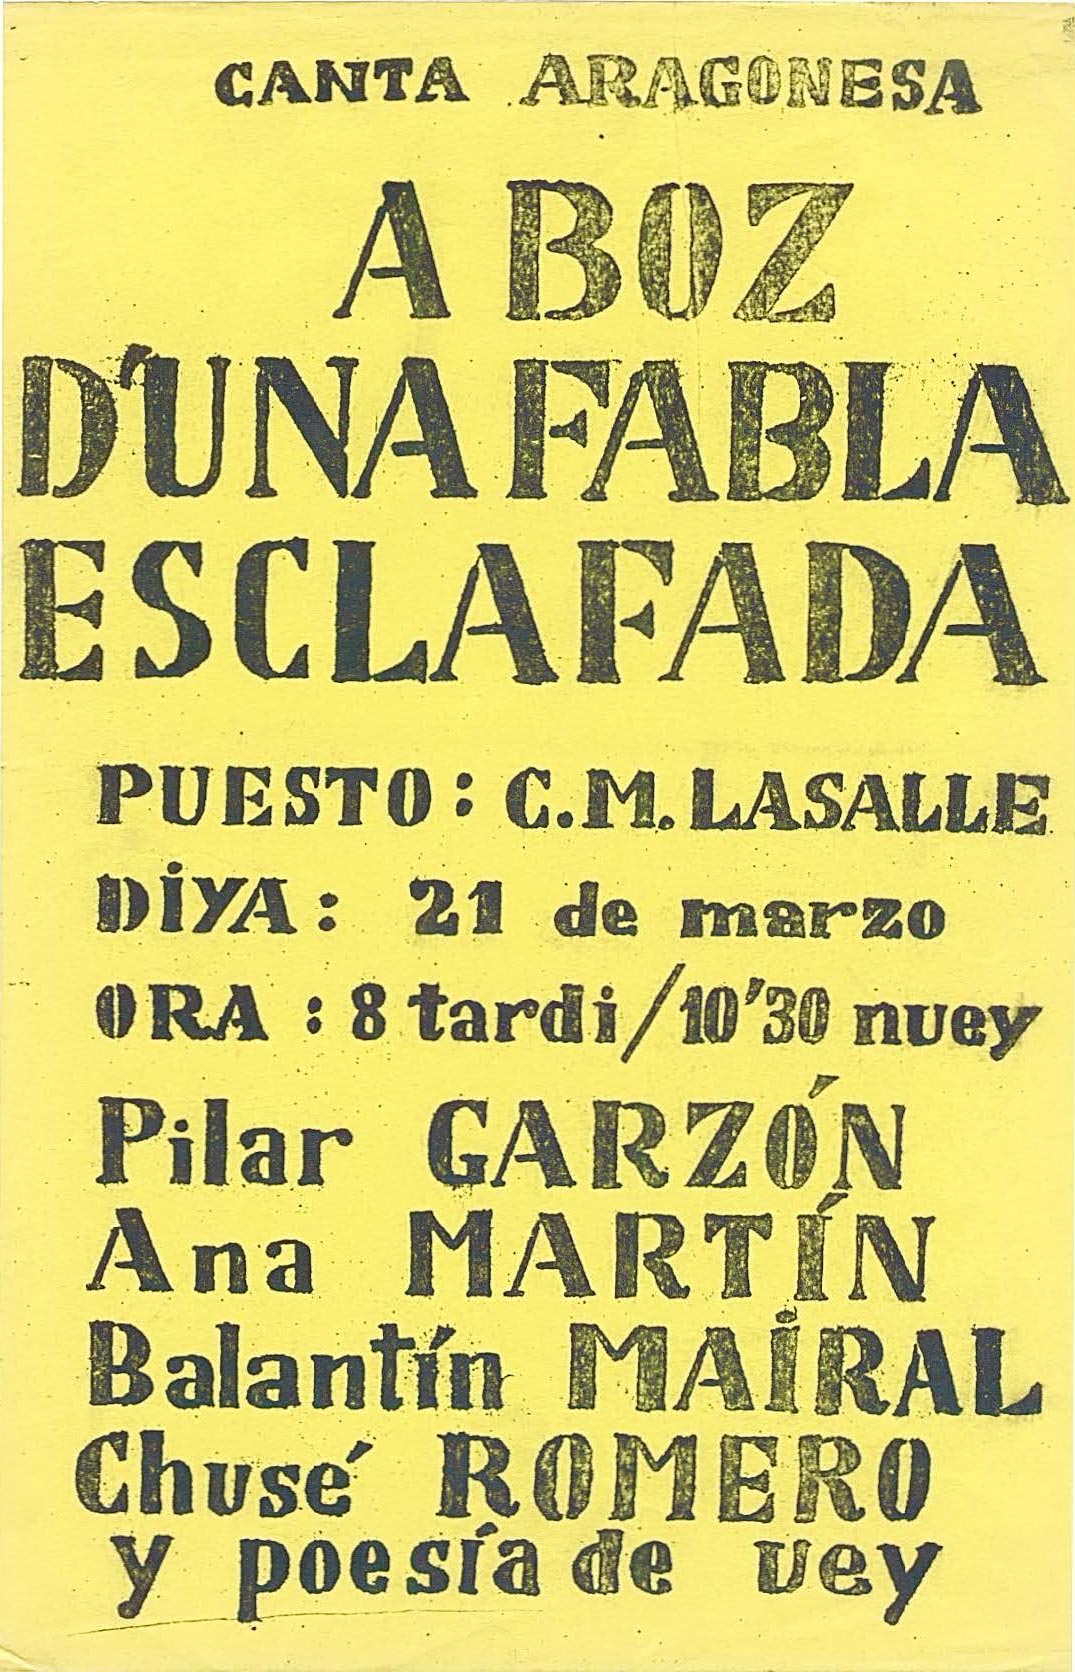 CANTA ARAGONESA
A BOZ
D'UNA FABLA
ESCLAFADA
PUESTO: C.M. LASALLE
DiYA: 21 de marzo
ORA: 8 tardi/10'30 nuey
Pilar GARZÓN
Ana MARTÍN
Balantín MAiRAL
Chusé ROMERO
y poesía de uey